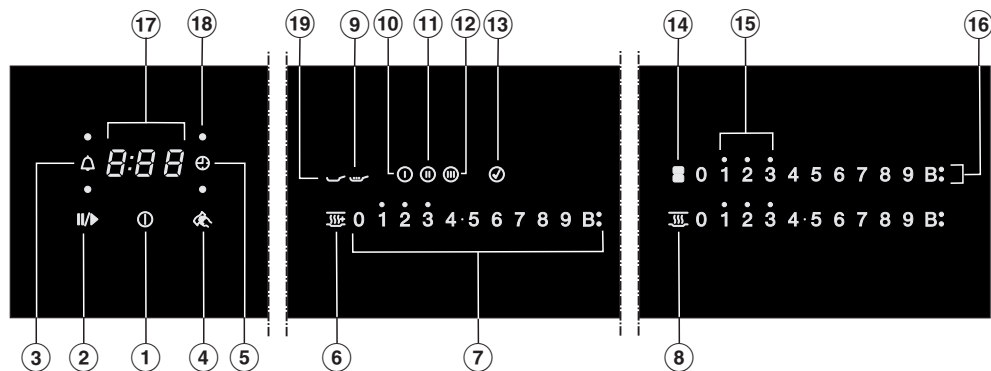 17 18 19 9 10 11 12 13 14 15 16
8:88
I II III
0 1 2 3 4 5 6 7 8 9 B:
0 1 2 3 4·5 6 7 8 9 B:
0 1 2 3 4·5 6 7 8 9 B:
3 2 1 4 5 6 7 8